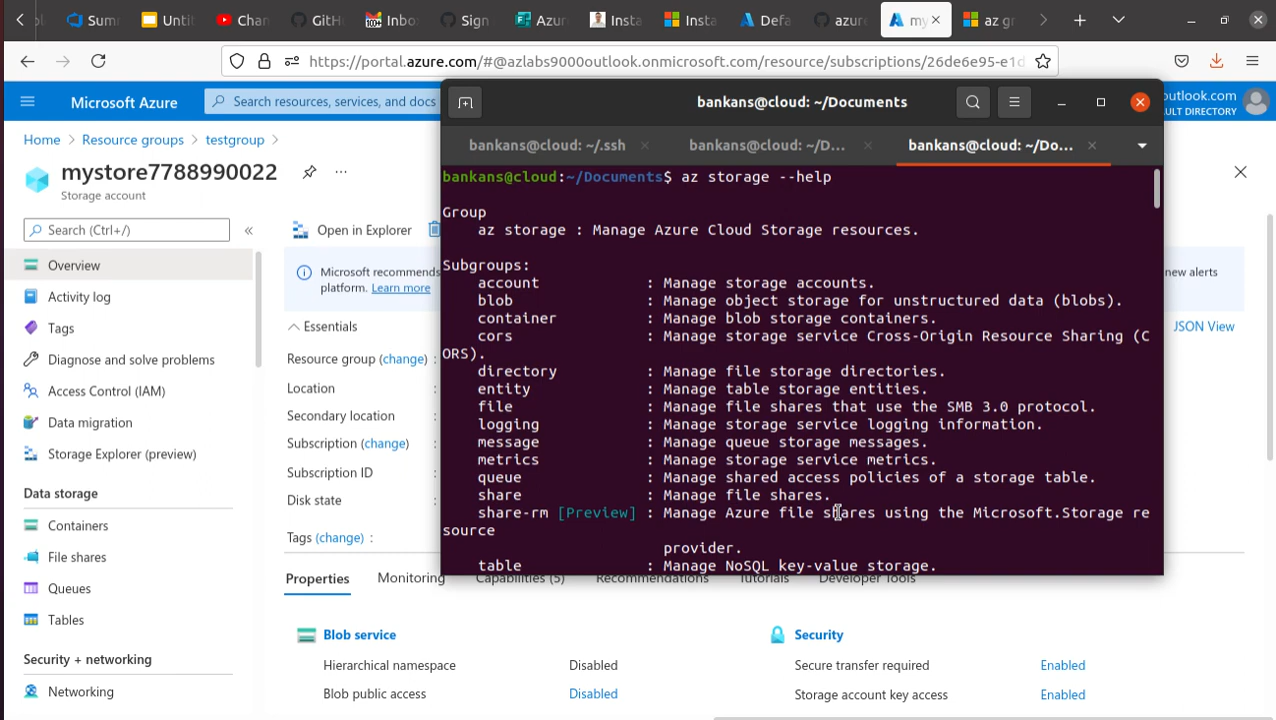 Sumr
Untit
Chan
GitH
Inbo
Sign
Azur
Insta
Insta
Defa
azure
my
az gr
https://portal.azure.com/#@azlabs9000outlook.onmicrosoft.com/resource/subscriptions/26de6e95-e1d
Microsoft Azure
Search resources, services, and docs
outlook.com
ULT DIRECTORY
Home > Resource groups > testgroup >
mystore7788990022
Storage account
Search (Ctrl+/)
Overview
Activity log
Tags
Diagnose and solve problems
Access Control (IAM)
Data migration
Storage Explorer (preview)
Data storage
Containers
File shares
Queues
Tables
Security + networking
Networking
Open in Explorer
Microsoft recommends
platform. Learn more
new alerts
Essentials
JSON View
Resource group (change) :
Location
Secondary location
Subscription (change)
Subscription ID
Disk state
Tags (change) :
Properties
Monitoring
Capabilities (5)
Recommendations
Tutorials
Developer Tools
Blob service
Hierarchical namespace Disabled
Blob public access Disabled
Security
Secure transfer required Enabled
Storage account key access Enabled
bankans@cloud: ~/Documents
bankans@cloud: ~/.ssh
bankans@cloud: ~/D...
bankans@cloud: ~/Do...
bankans@cloud:~/Documents$ az storage --help
Group
az storage : Manage Azure Cloud Storage resources.
Subgroups:
account : Manage storage accounts.
blob : Manage object storage for unstructured data (blobs).
container : Manage blob storage containers.
cors : Manage storage service Cross-Origin Resource Sharing (C
ORS).
directory : Manage file storage directories.
entity : Manage table storage entities.
file : Manage file shares that use the SMB 3.0 protocol.
logging : Manage storage service logging information.
message : Manage queue storage messages.
metrics : Manage storage service metrics.
queue : Manage shared access policies of a storage table.
share : Manage file shares.
share-rm [Preview] : Manage Azure file shares using the Microsoft.Storage re
source
provider.
table : Manage NoSQL key-value storage.